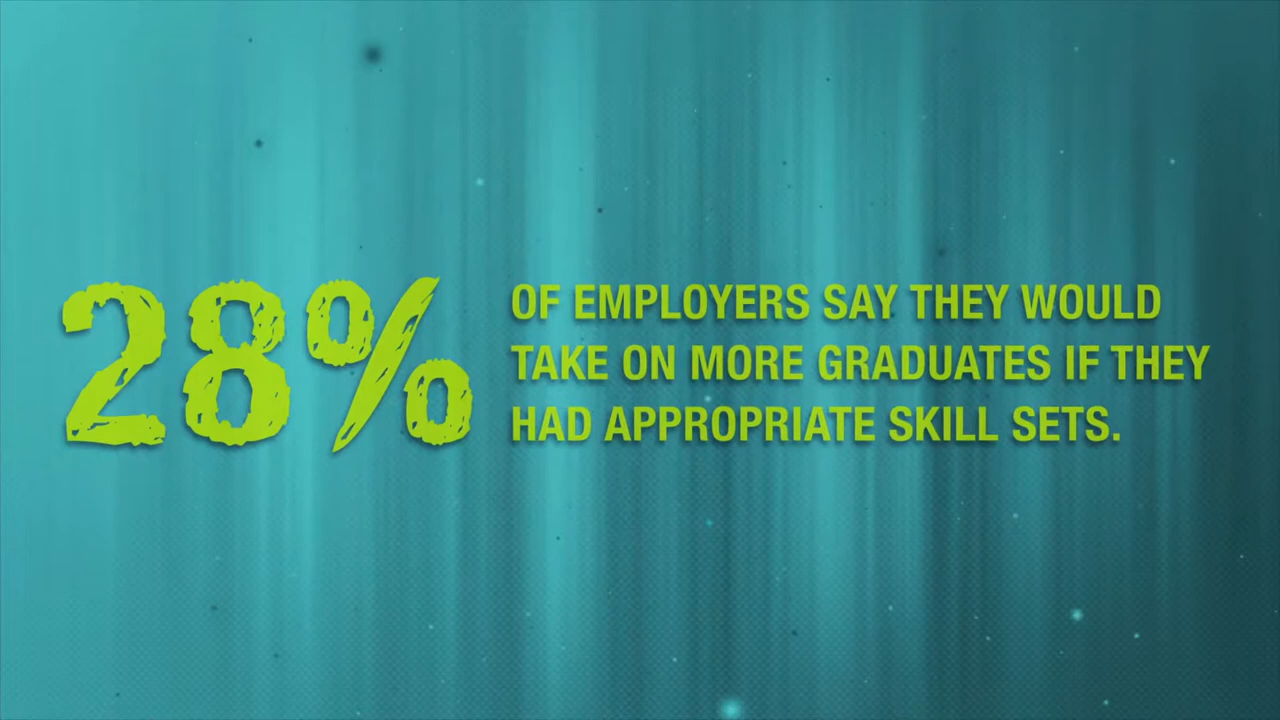 28%
OF EMPLOYERS SAY THEY WOULD
TAKE ON MORE GRADUATES IF THEY
HAD APPROPRIATE SKILL SETS.